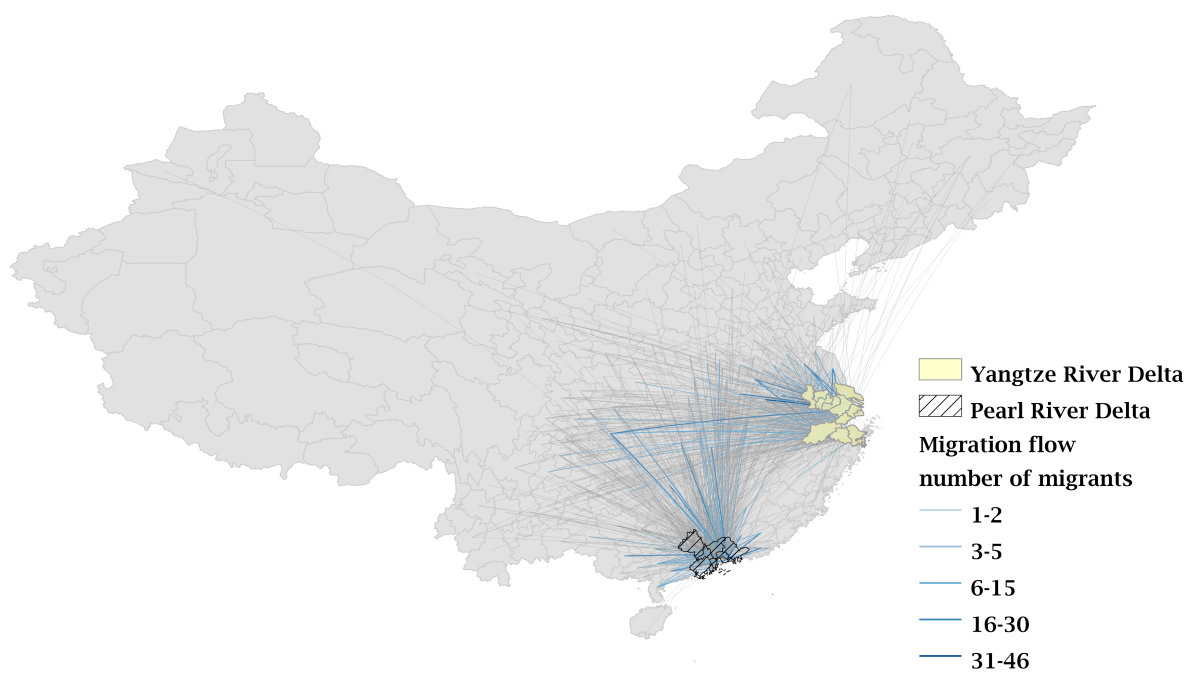 Yangtze River Delta
Pearl River Delta
Migration flow
number of migrants
1-2
3-5
6-15
16-30
31-46